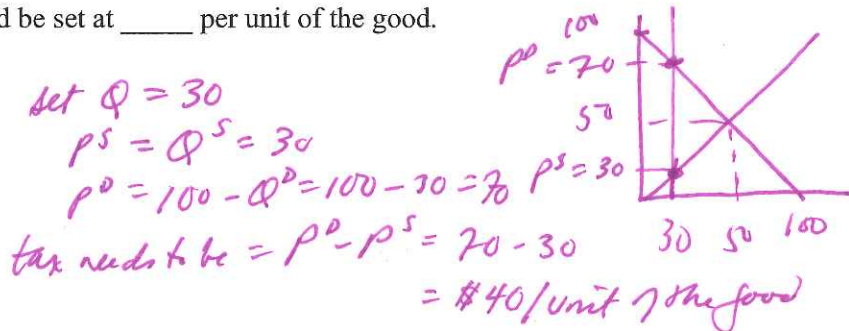 d be set at ______ per unit of the good.
set Q = 30
P^S = Q^S = 30
P^D = 100 - Q^D = 100 - 30 = 70
tax needs to be = P^D - P^S = 70 - 30
= $40/unit of the good
100
P^D = 70
50
P^S = 30
30 50 100